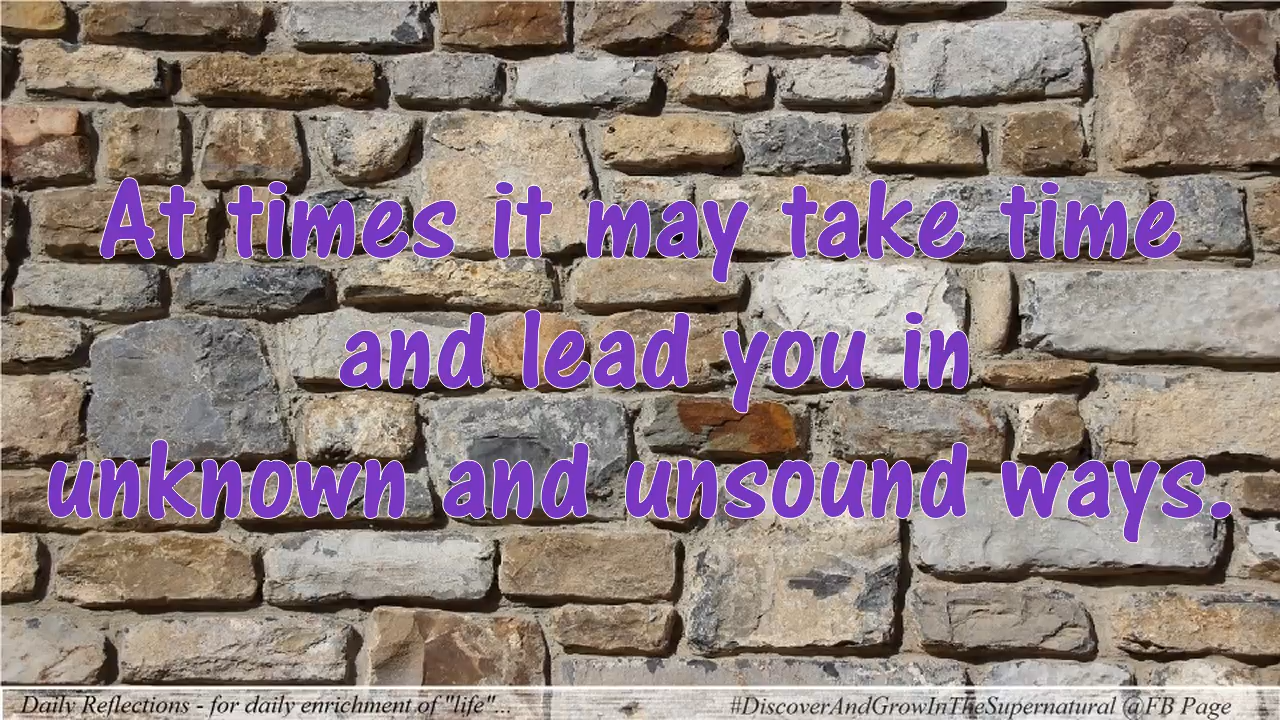 At times it may take time
and lead you in
unknown and unsound ways.
Daily Reflections - for daily enrichment of "life"...
#DiscoverAndGrowInTheSupernatural @FB Page